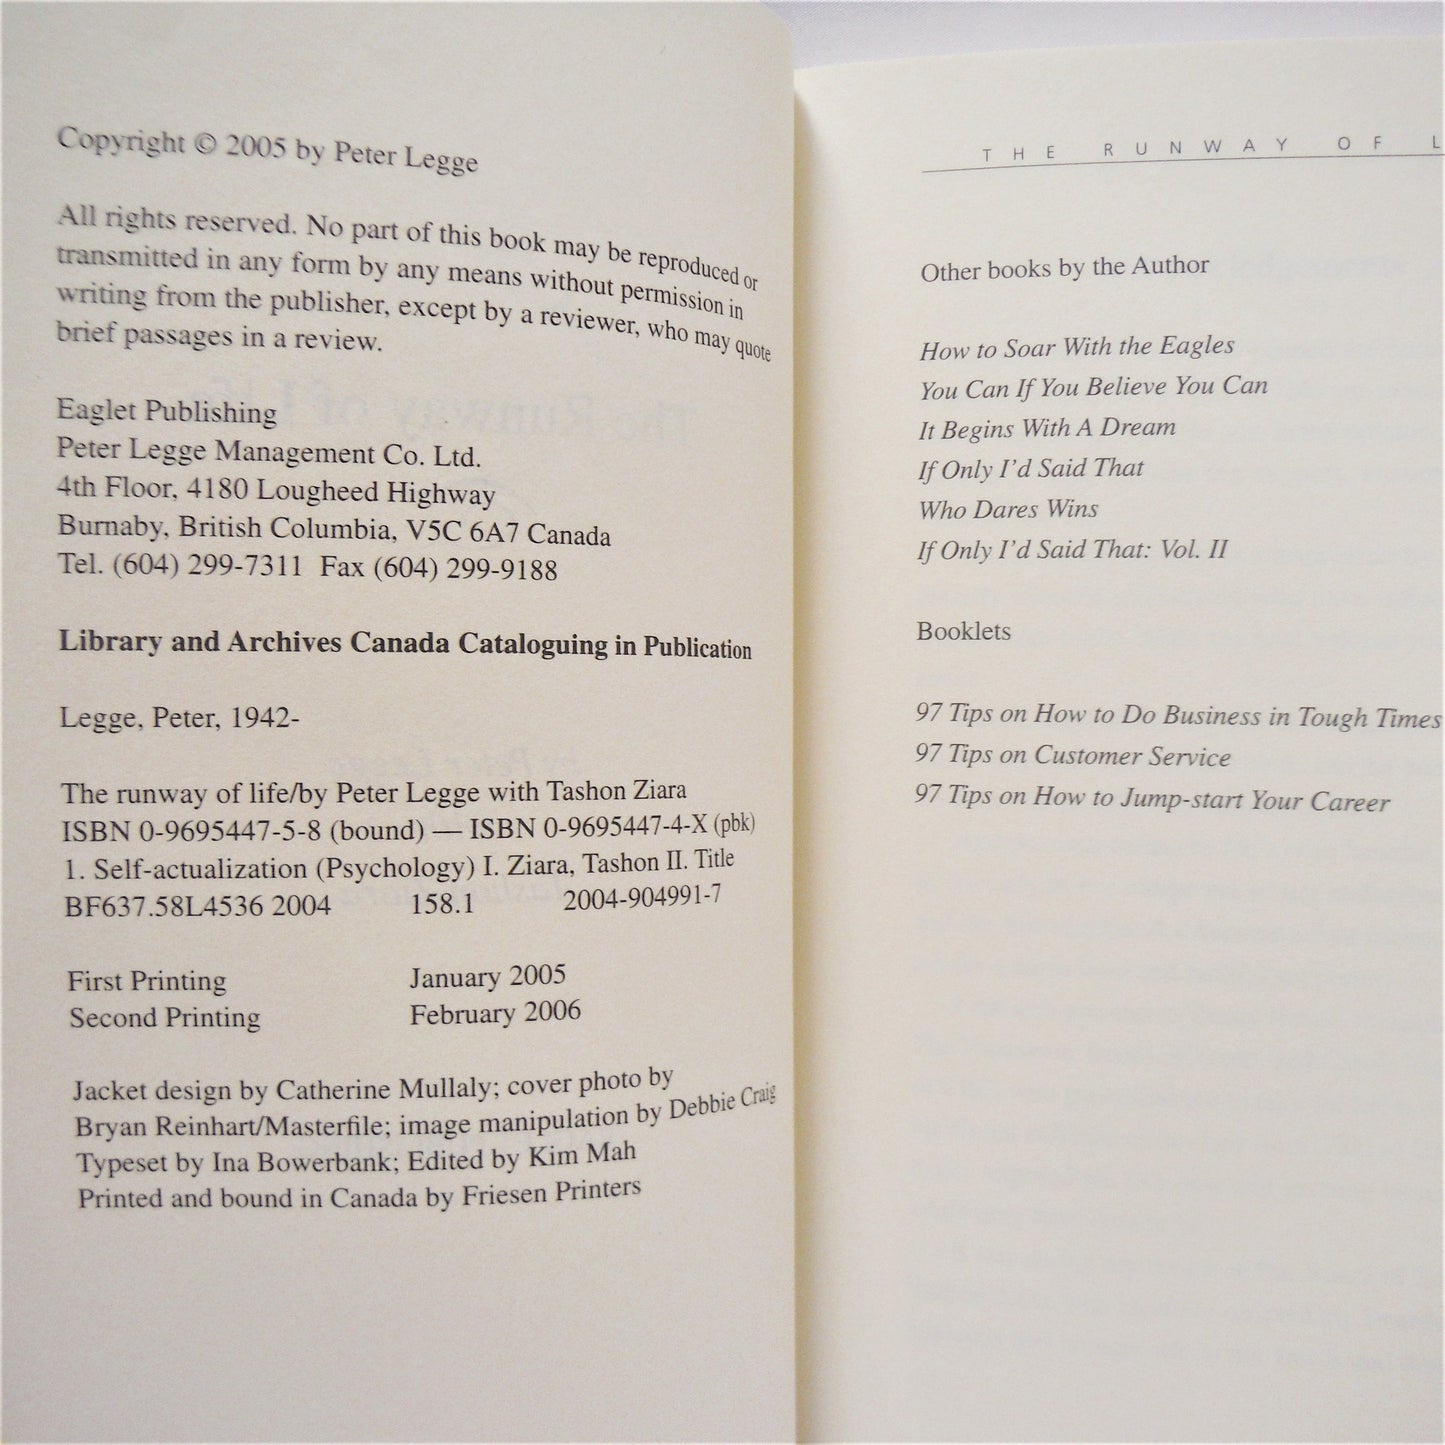 Copyright © 2005 by Peter Legge
All rights reserved. No part of this book may be reproduced or
transmitted in any form by any means without permission in
writing from the publisher, except by a reviewer, who may quote
brief passages in a review.
Eaglet Publishing
Peter Legge Management Co. Ltd.
4th Floor, 4180 Lougheed Highway
Burnaby, British Columbia, V5C 6A7 Canada
Tel. (604) 299-7311  Fax (604) 299-9188
Library and Archives Canada Cataloguing in Publication
Legge, Peter, 1942-
The runway of life/by Peter Legge with Tashon Ziara
ISBN 0-9695447-5-8 (bound) — ISBN 0-9695447-4-X (pbk)
1. Self-actualization (Psychology) I. Ziara, Tashon II. Title
BF637.58L4536 2004 158.1 2004-904991-7
First Printing January 2005
Second Printing February 2006
Jacket design by Catherine Mullaly; cover photo by
Bryan Reinhart/Masterfile; image manipulation by Debbie Craig
Typeset by Ina Bowerbank; Edited by Kim Mah
Printed and bound in Canada by Friesen Printers
THE RUNWAY OF L
Other books by the Author
How to Soar With the Eagles
You Can If You Believe You Can
It Begins With A Dream
If Only I'd Said That
Who Dares Wins
If Only I'd Said That: Vol. II
Booklets
97 Tips on How to Do Business in Tough Times
97 Tips on Customer Service
97 Tips on How to Jump-start Your Career